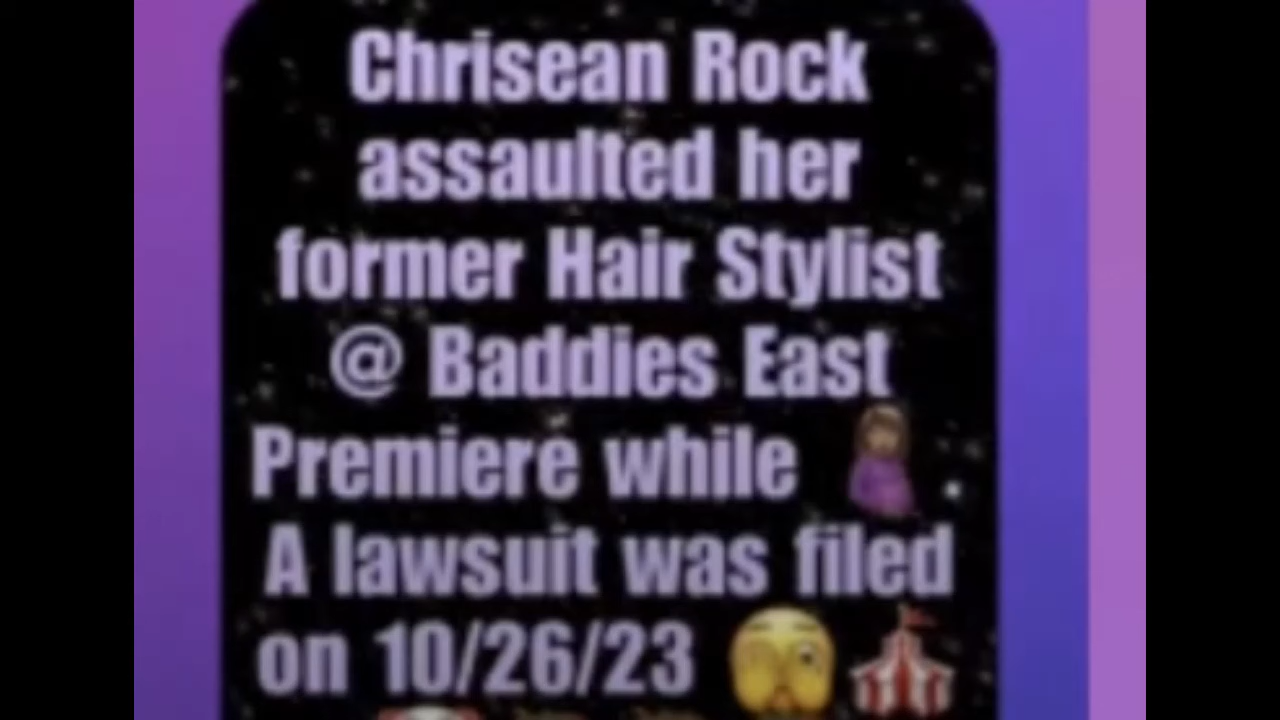 Chrisean Rock
assaulted her
former Hair Stylist
@ Baddies East
Premiere while 🤰🏽.
A lawsuit was filed
on 10/26/23 🫣🎪